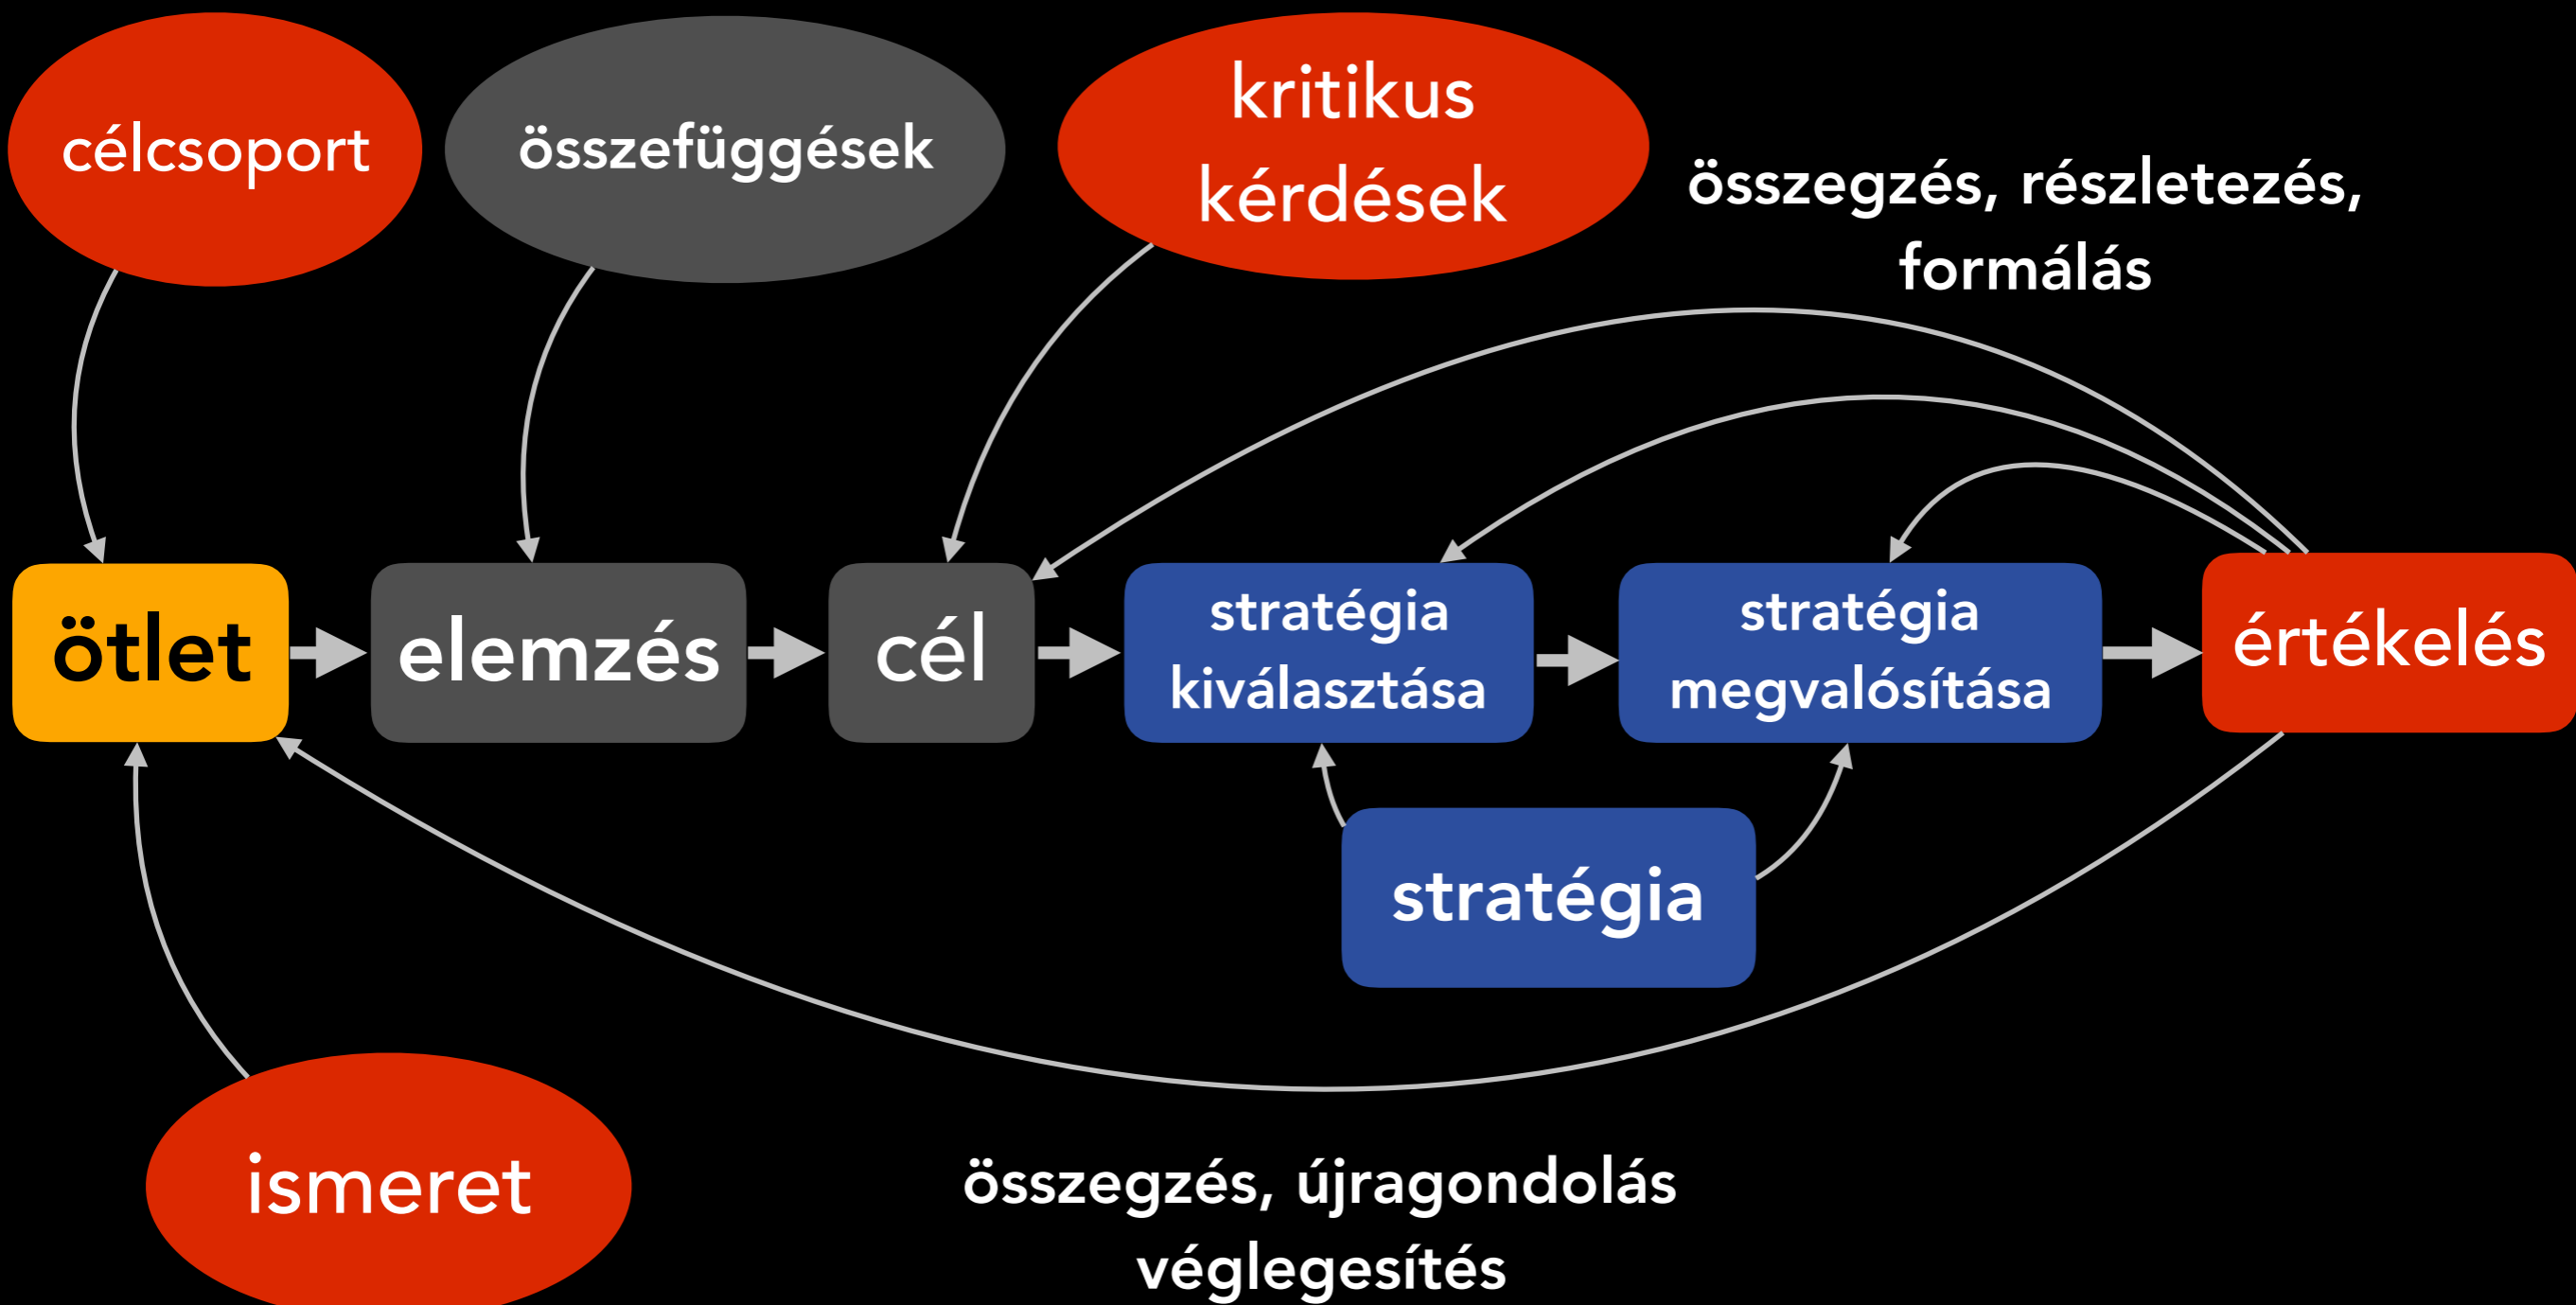 célcsoport
összefüggések
kritikus
kérdések
összegzés, részletezés,
formálás
ötlet
elemzés
cél
stratégia
kiválasztása
stratégia
megvalósítása
értékelés
stratégia
ismeret
összegzés, újragondolás
véglegesítés